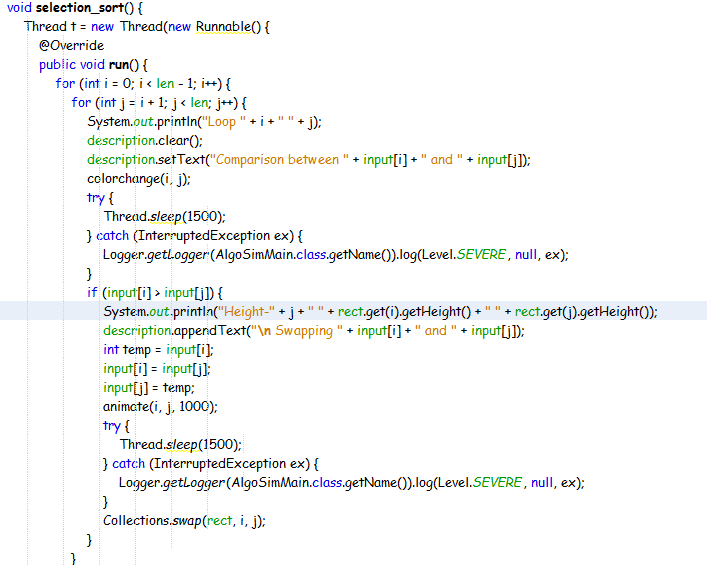 void selection_sort() {
Thread t = new Thread(new Runnable() {
@Override
public void run() {
for (int i = 0; i < len - 1; i++) {
for (int j = i + 1; j < len; j++) {
System.out.println("Loop " + i + " " + j);
description.clear();
description.setText("Comparison between " + input[i] + " and " + input[j]);
colorchange(i, j);
try {
Thread.sleep(1500);
} catch (InterruptedException ex) {
Logger.getLogger(AlgoSimMain.class.getName()).log(Level.SEVERE, null, ex);
}
if (input[i] > input[j]) {
System.out.println("Height-" + j + " " + rect.get(i).getHeight() + " " + rect.get(j).getHeight());
description.appendText("\n Swapping " + input[i] + " and " + input[j]);
int temp = input[i];
input[i] = input[j];
input[j] = temp;
animate(i, j, 1000);
try {
Thread.sleep(1500);
} catch (InterruptedException ex) {
Logger.getLogger(AlgoSimMain.class.getName()).log(Level.SEVERE, null, ex);
}
Collections.swap(rect, i, j);
}
}